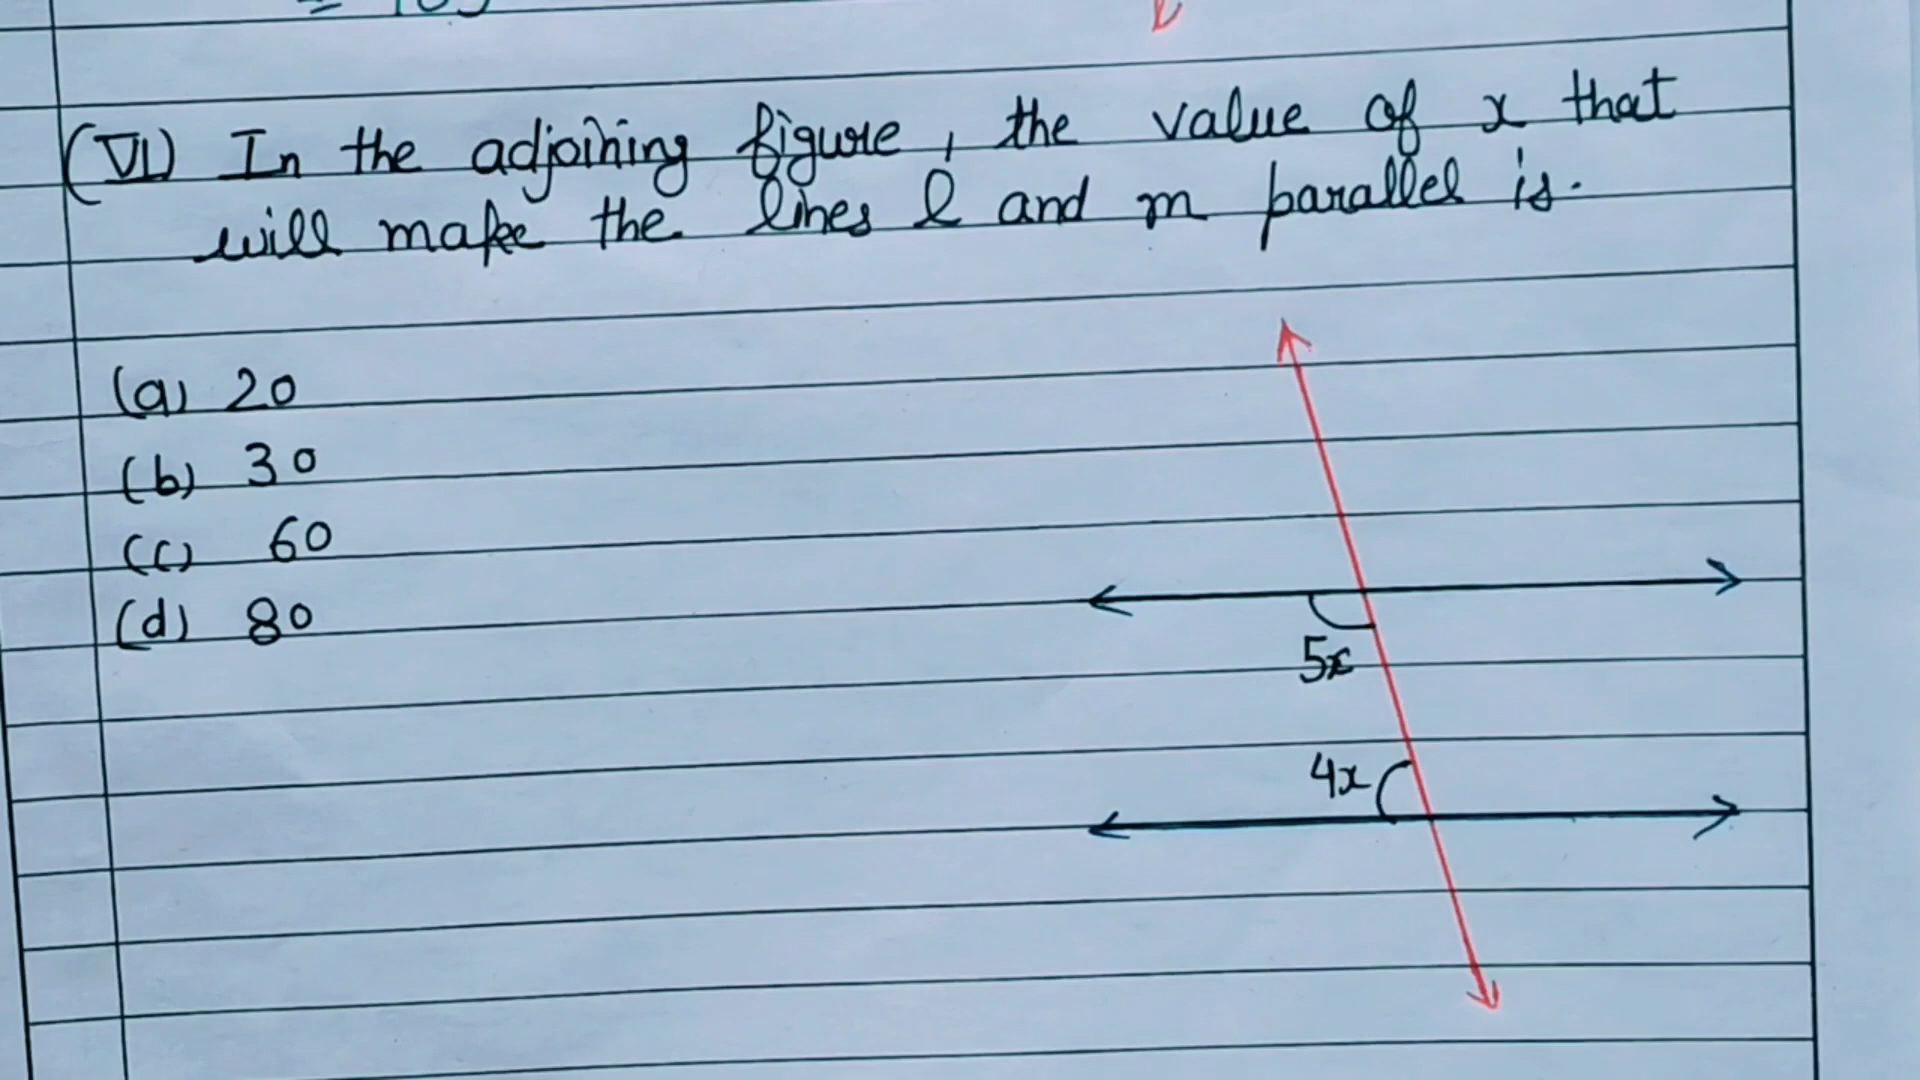 (VI) In the adjoining figure, the value of x that
will make the lines l and m parallel is.
(a) 20
(b) 30
(c) 60
(d) 80
5x
4x